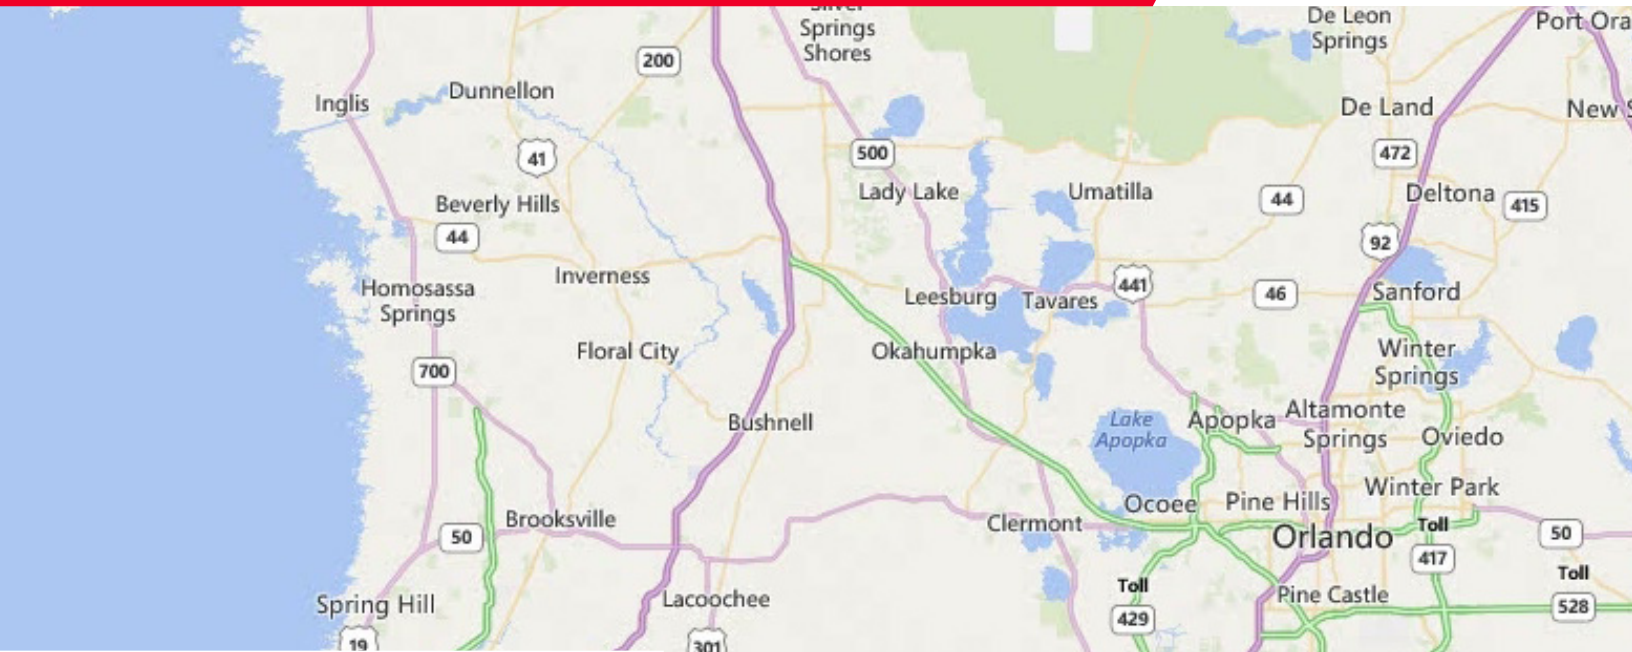 Silver
Springs
Shores
De Leon
Springs
Port Ora
200
Dunnellon
Inglis
De Land
New S
41
500
472
Lady Lake
Umatilla
44
Deltona
415
Beverly Hills
44
92
Inverness
Homosassa
Springs
Leesburg
Tavares
441
46
Sanford
Floral City
Okahumpka
Winter
Springs
700
Bushnell
Lake
Apopka
Apopka
Altamonte
Springs
Oviedo
Winter Park
Ocoee
Pine Hills
Brooksville
Clermont
Orlando
Toll
417
50
50
Toll
528
Toll
429
Pine Castle
Spring Hill
Lacoochee
19
301